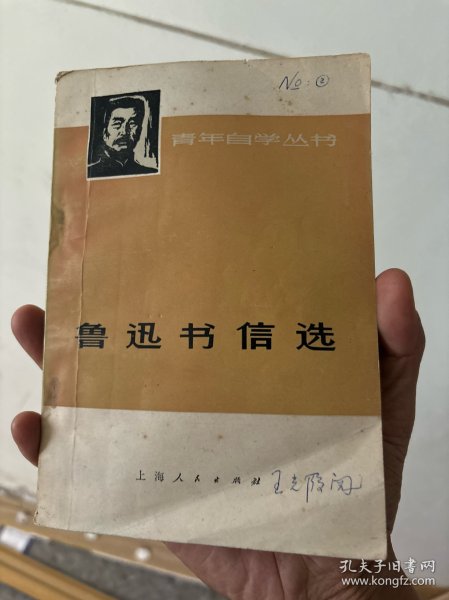 No: ②
青年自学丛书
鲁迅书信选
上海人民出版社
孔夫子旧书网
www.kongfz.com